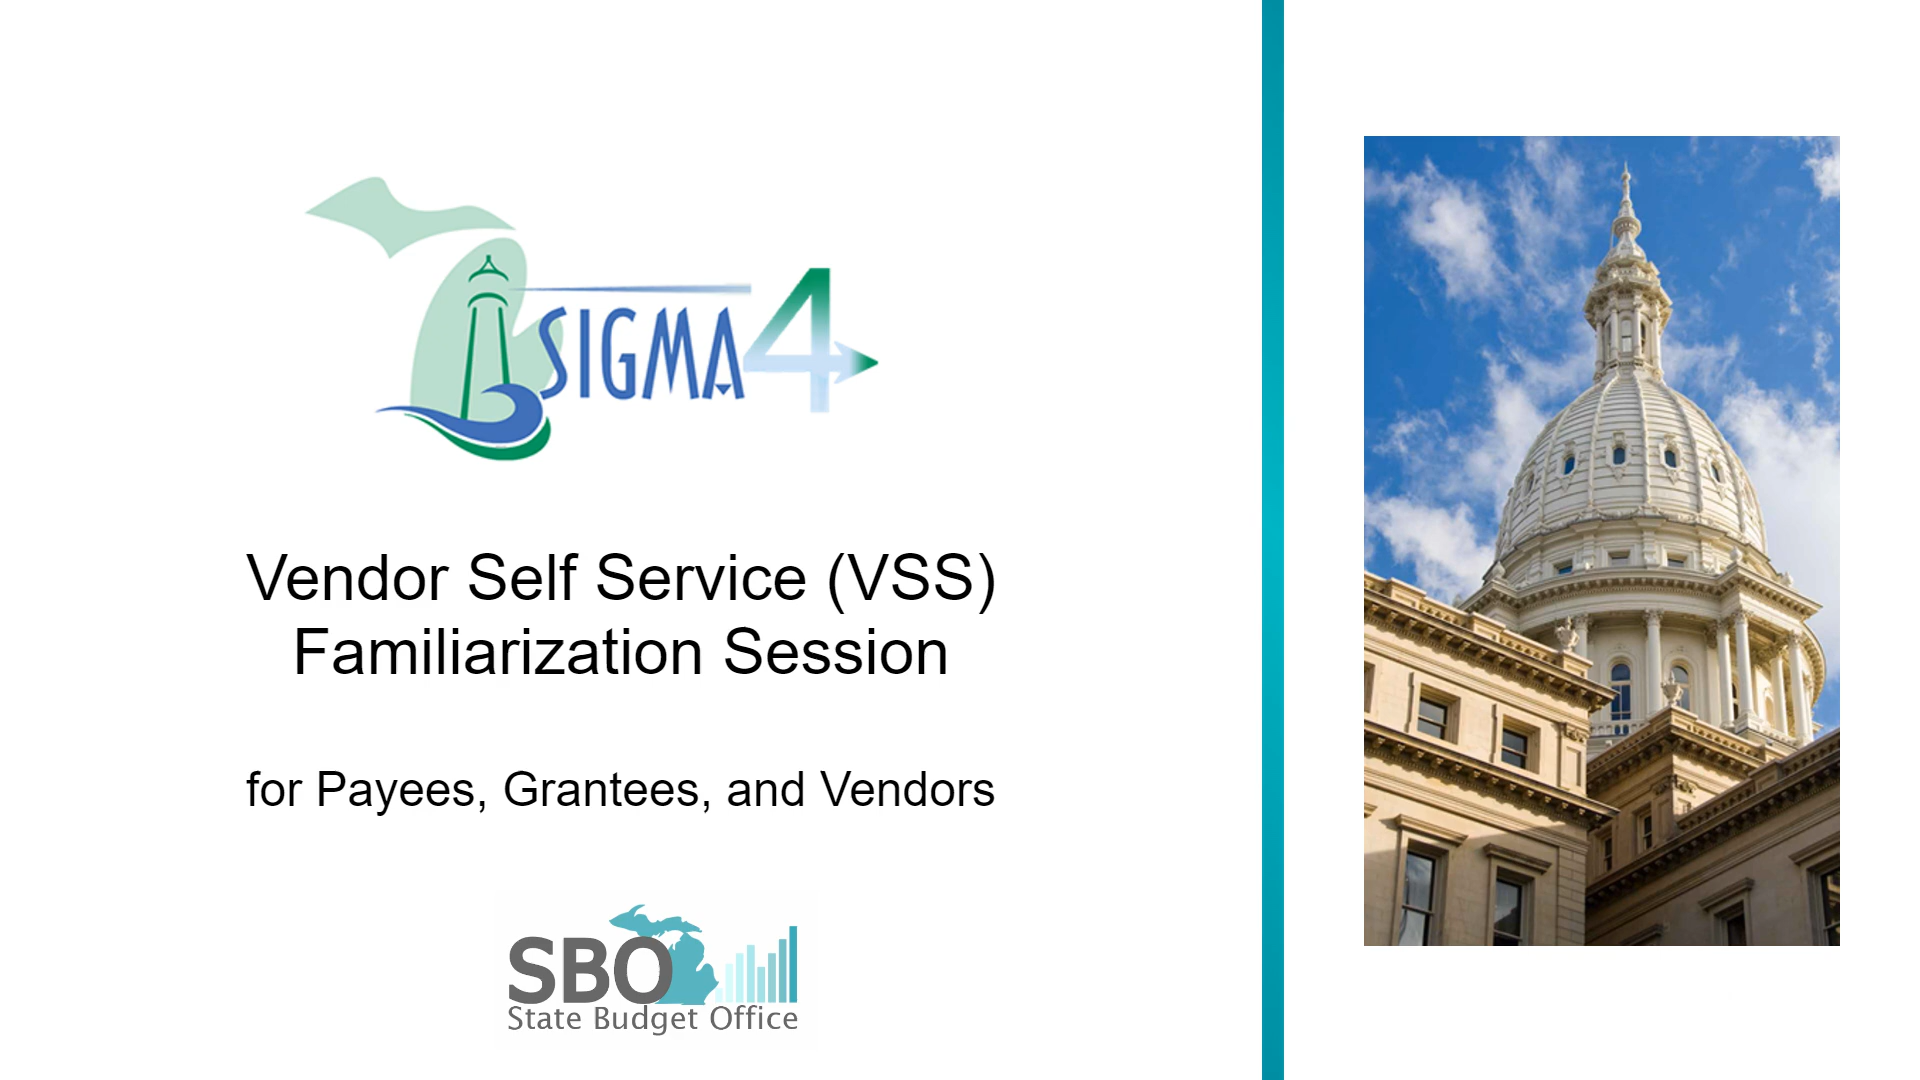 SIGMA4
Vendor Self Service (VSS)
Familiarization Session
for Payees, Grantees, and Vendors
SBO
State Budget Office